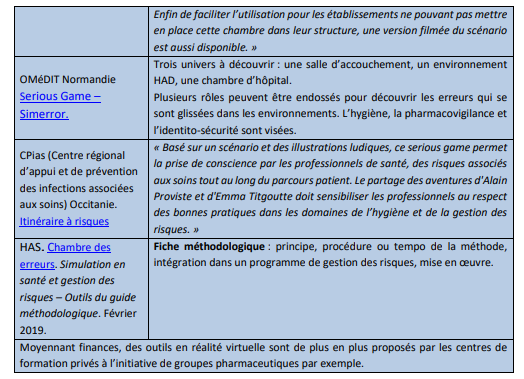 Enfin de faciliter l'utilisation pour les établissements ne pouvant pas mettre
en place cette chambre dans leur structure, une version filmée du scénario
est aussi disponible. »
OMéDIT Normandie
Serious Game –
Simerror.
Trois univers à découvrir : une salle d'accouchement, un environnement
HAD, une chambre d'hôpital.
Plusieurs rôles peuvent être endossés pour découvrir les erreurs qui se
sont glissées dans les environnements. L'hygiène, la pharmacovigilance et
l'identito-sécurité sont visées.
CPias (Centre régional
d'appui et de prévention
des infections associées
aux soins) Occitanie.
Itinéraire à risques
« Basé sur un scénario et des illustrations ludiques, ce serious game permet
la prise de conscience par les professionnels de santé, des risques associés
aux soins tout au long du parcours patient. Le partage des aventures d'Alain
Proviste et d'Emma Titgoutte doit sensibiliser les professionnels au respect
des bonnes pratiques dans les domaines de l'hygiène et de la gestion des
risques. »
HAS. Chambre des
erreurs. Simulation en
santé et gestion des
risques – Outils du guide
méthodologique. Février
2019.
Fiche méthodologique : principe, procédure ou tempo de la méthode,
intégration dans un programme de gestion des risques, mise en œuvre.
Moyennant finances, des outils en réalité virtuelle sont de plus en plus proposés par les centres de
formation privés à l'initiative de groupes pharmaceutiques par exemple.